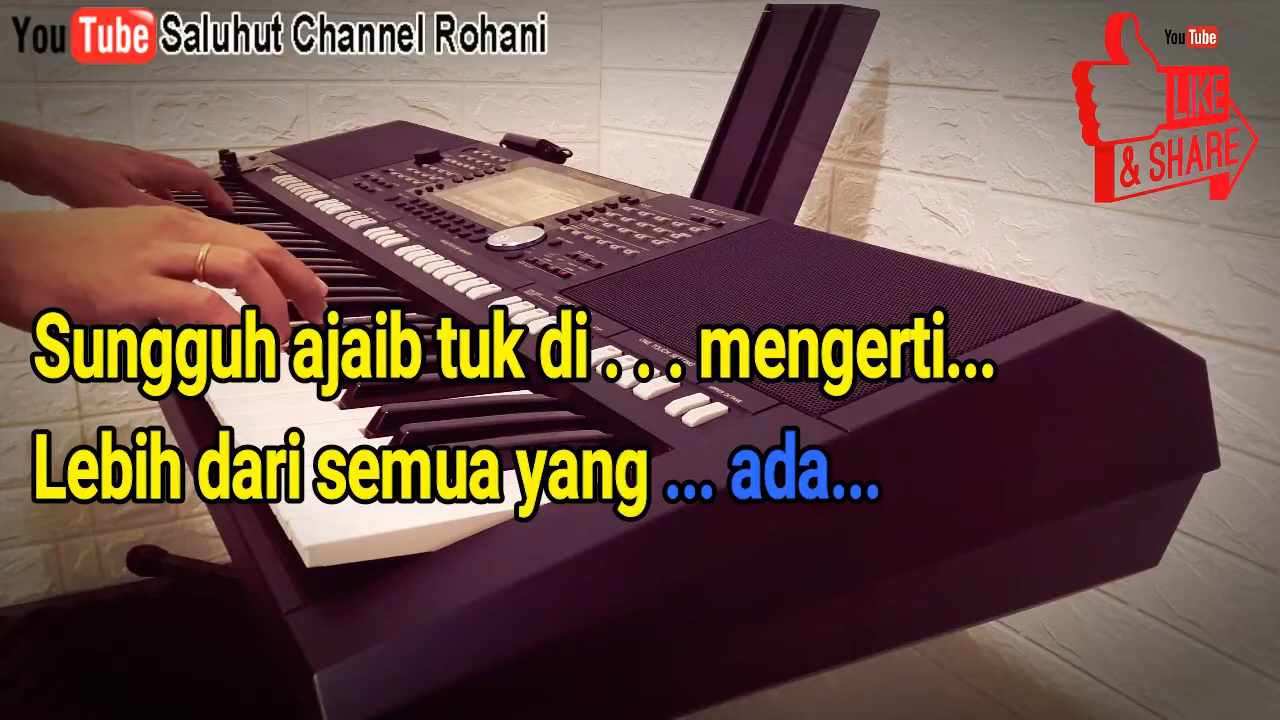 YouTube Saluhut Channel Rohani
YouTube
LIKE
& SHARE
Sungguh ajaib tuk di . . . mengerti...
Lebih dari semua yang ... ada...